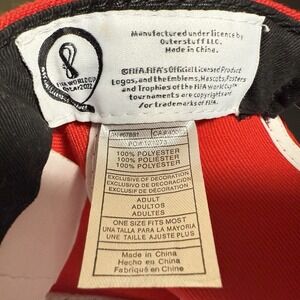 Manufactured under licence by
Outerstuff LLC.
Made in China.
FIFA WORLD CUP
Qatar2022
©FIFA, FIFA's Official Licensed Product
Logos, and the Emblems, Mascots, Posters
and Trophies of the FIFA World Cup™
tournaments are copyrights and/
or trademarks of FIFA.
100% POLYESTER
100% POLIESTER
100% POLYESTER
EXCLUSIVE OF DECORATION
EXCLUSIVO DE DECORACION
EXCLUSIF DE DECORATION
ADULT
ADULTOS
ADULTES
ONE SIZE FITS MOST
UNA TALLA PARA LA MAYORIA
UNE TAILLE AJUSTE PLUS
Made in China
Hecho en China
Fabriqué en Chine